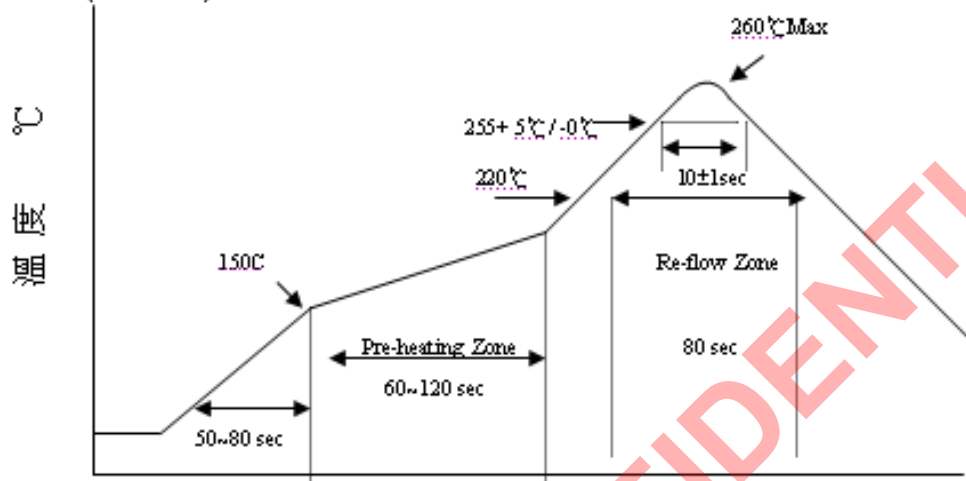 260℃Max
255+ 5℃/-0℃
10±1sec
220℃
150C
Re-flow Zone
Pre-heating Zone
80 sec
60~120 sec
50~80 sec
温度 ℃